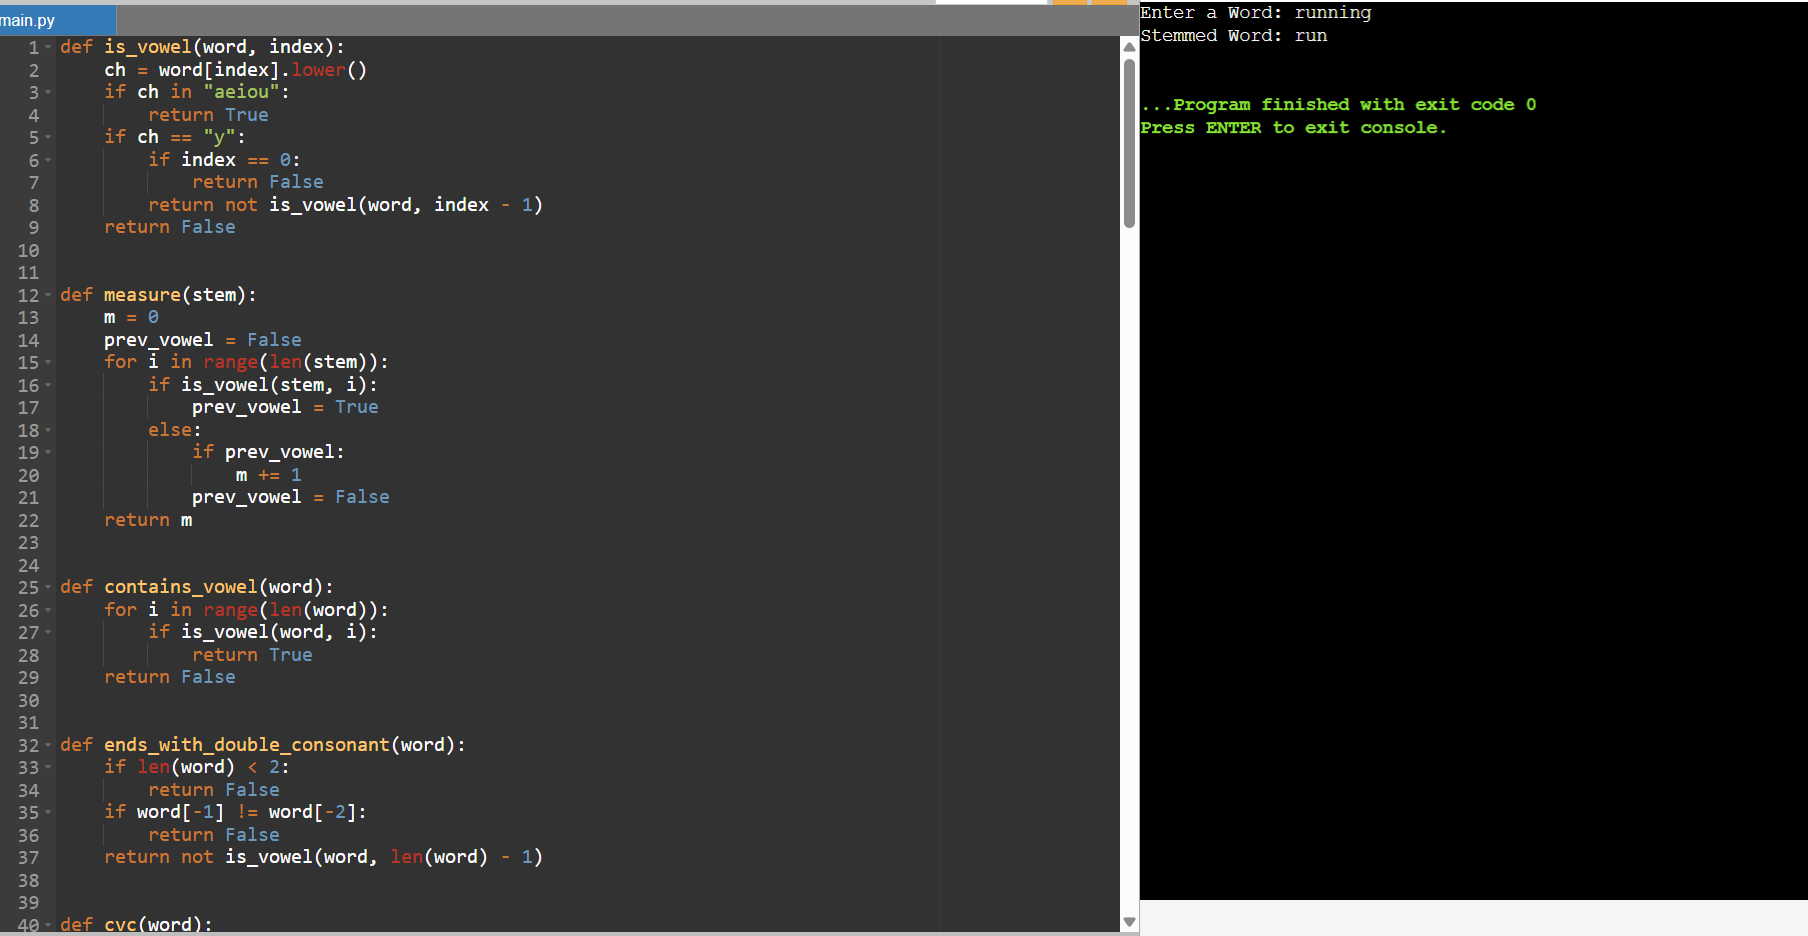 main.py
1 def is_vowel(word, index):
2     ch = word[index].lower()
3     if ch in "aeiou":
4         return True
5     if ch == "y":
6         if index == 0:
7             return False
8         return not is_vowel(word, index - 1)
9     return False
10
11
12 def measure(stem):
13     m = 0
14     prev_vowel = False
15     for i in range(len(stem)):
16         if is_vowel(stem, i):
17             prev_vowel = True
18         else:
19             if prev_vowel:
20                 m += 1
21             prev_vowel = False
22     return m
23
24
25 def contains_vowel(word):
26     for i in range(len(word)):
27         if is_vowel(word, i):
28             return True
29     return False
30
31
32 def ends_with_double_consonant(word):
33     if len(word) < 2:
34         return False
35     if word[-1] != word[-2]:
36         return False
37     return not is_vowel(word, len(word) - 1)
38
39
40 def cvc(word):
Enter a Word: running
Stemmed Word: run
...Program finished with exit code 0
Press ENTER to exit console.